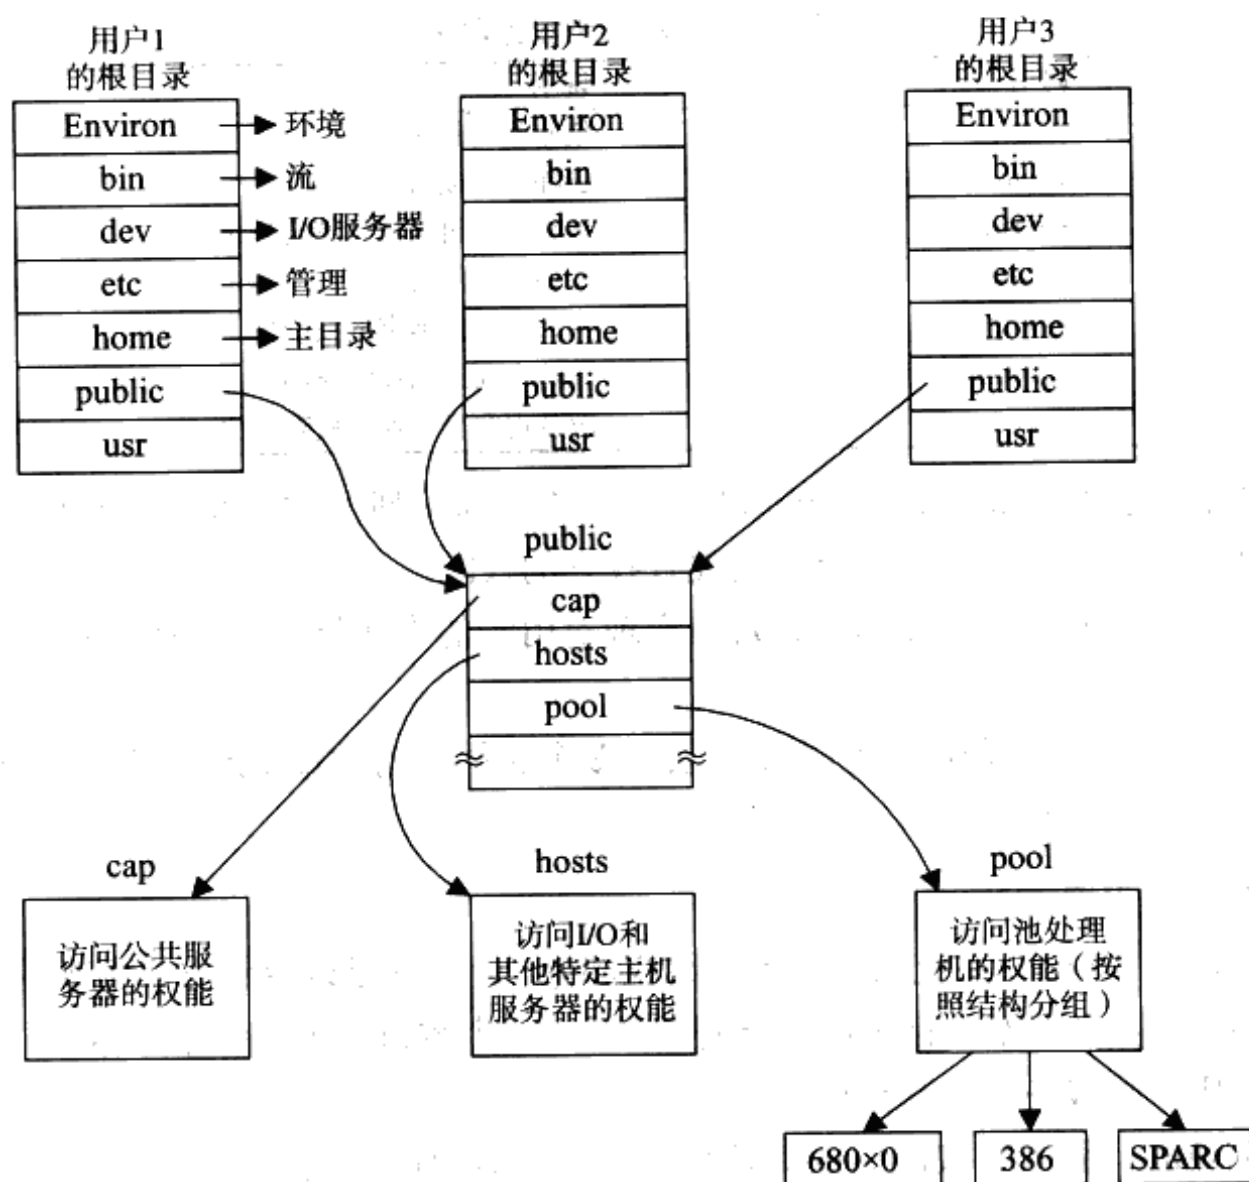 用户1
的根目录
Environ
环境
bin
流
dev
I/O服务器
etc
管理
home
主目录
public
usr
用户2
的根目录
Environ
bin
dev
etc
home
public
usr
用户3
的根目录
Environ
bin
dev
etc
home
public
usr
public
cap
hosts
pool
cap
访问公共服
务器的权能
hosts
访问I/O和
其他特定主机
服务器的权能
pool
访问池处理
机的权能（按
照结构分组）
680×0
386
SPARC